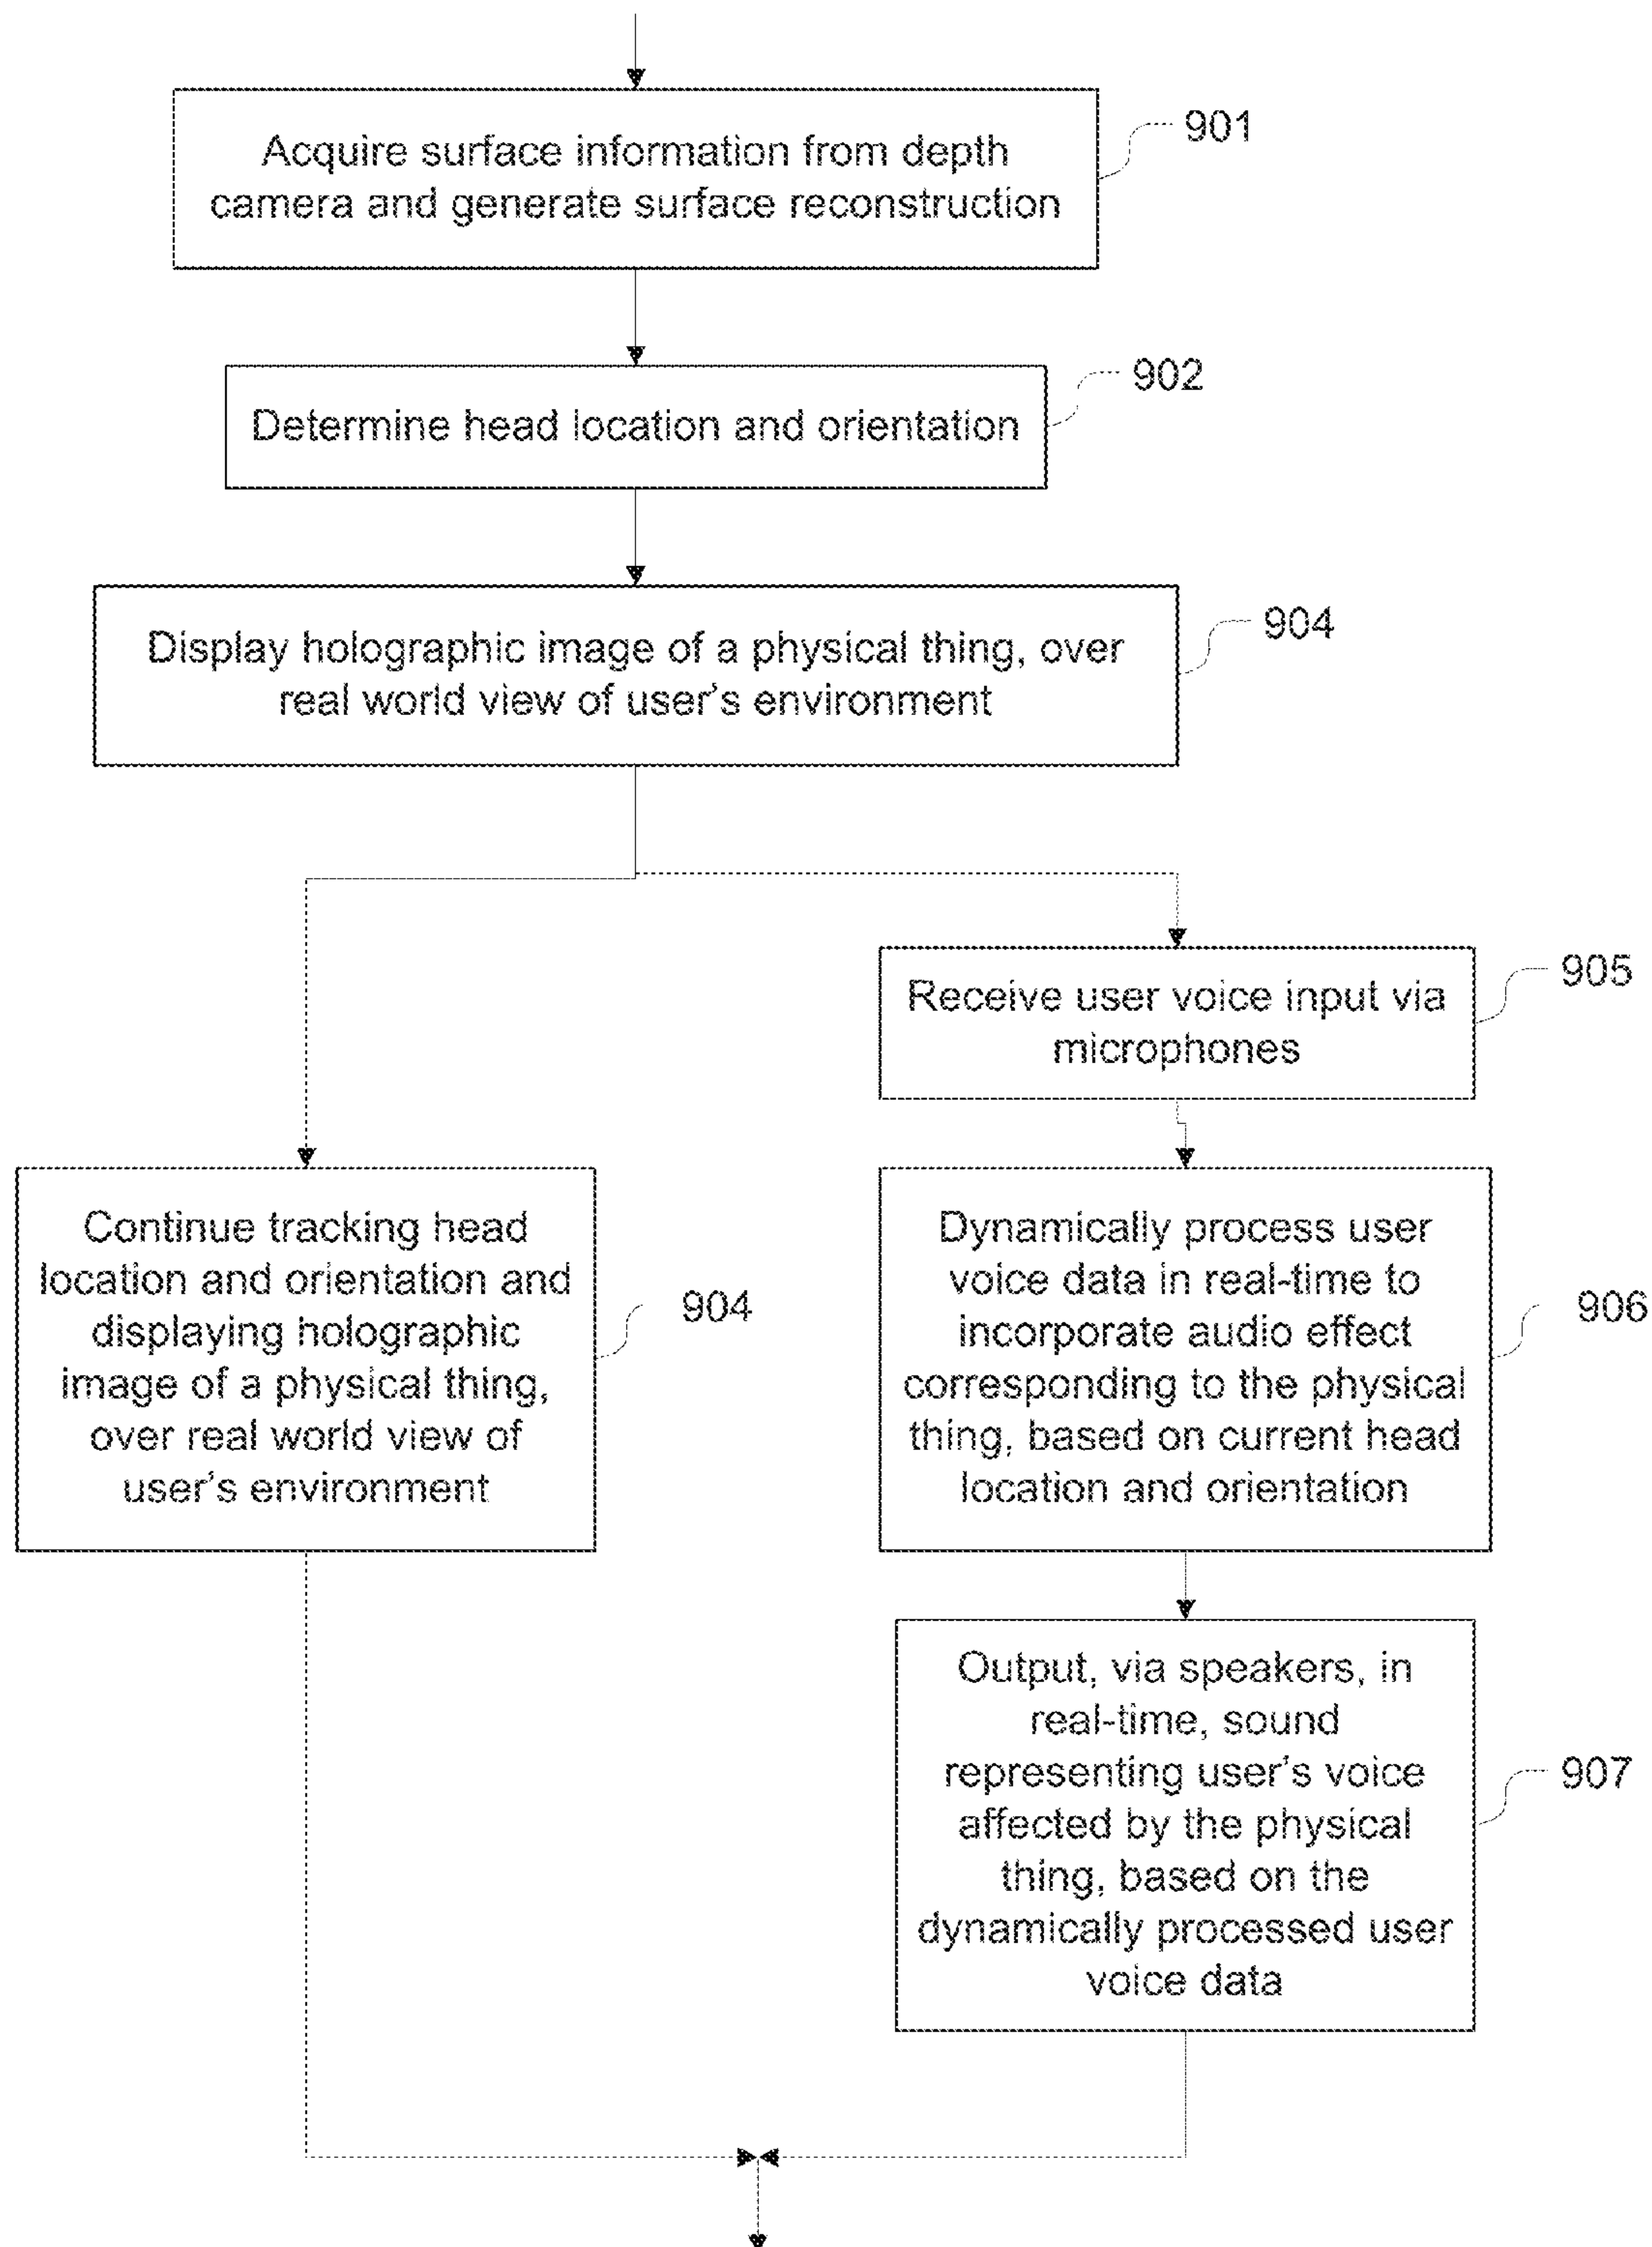 Acquire surface information from depth
camera and generate surface reconstruction
901
Determine head location and orientation
902
Display holographic image of a physical thing, over
real world view of user's environment
904
Receive user voice input via
microphones
905
Continue tracking head
location and orientation and
displaying holographic
image of a physical thing,
over real world view of
user's environment
904
Dynamically process user
voice data in real-time to
incorporate audio effect
corresponding to the physical
thing, based on current head
location and orientation
906
Output, via speakers, in
real-time, sound
representing user's voice
affected by the physical
thing, based on the
dynamically processed user
voice data
907